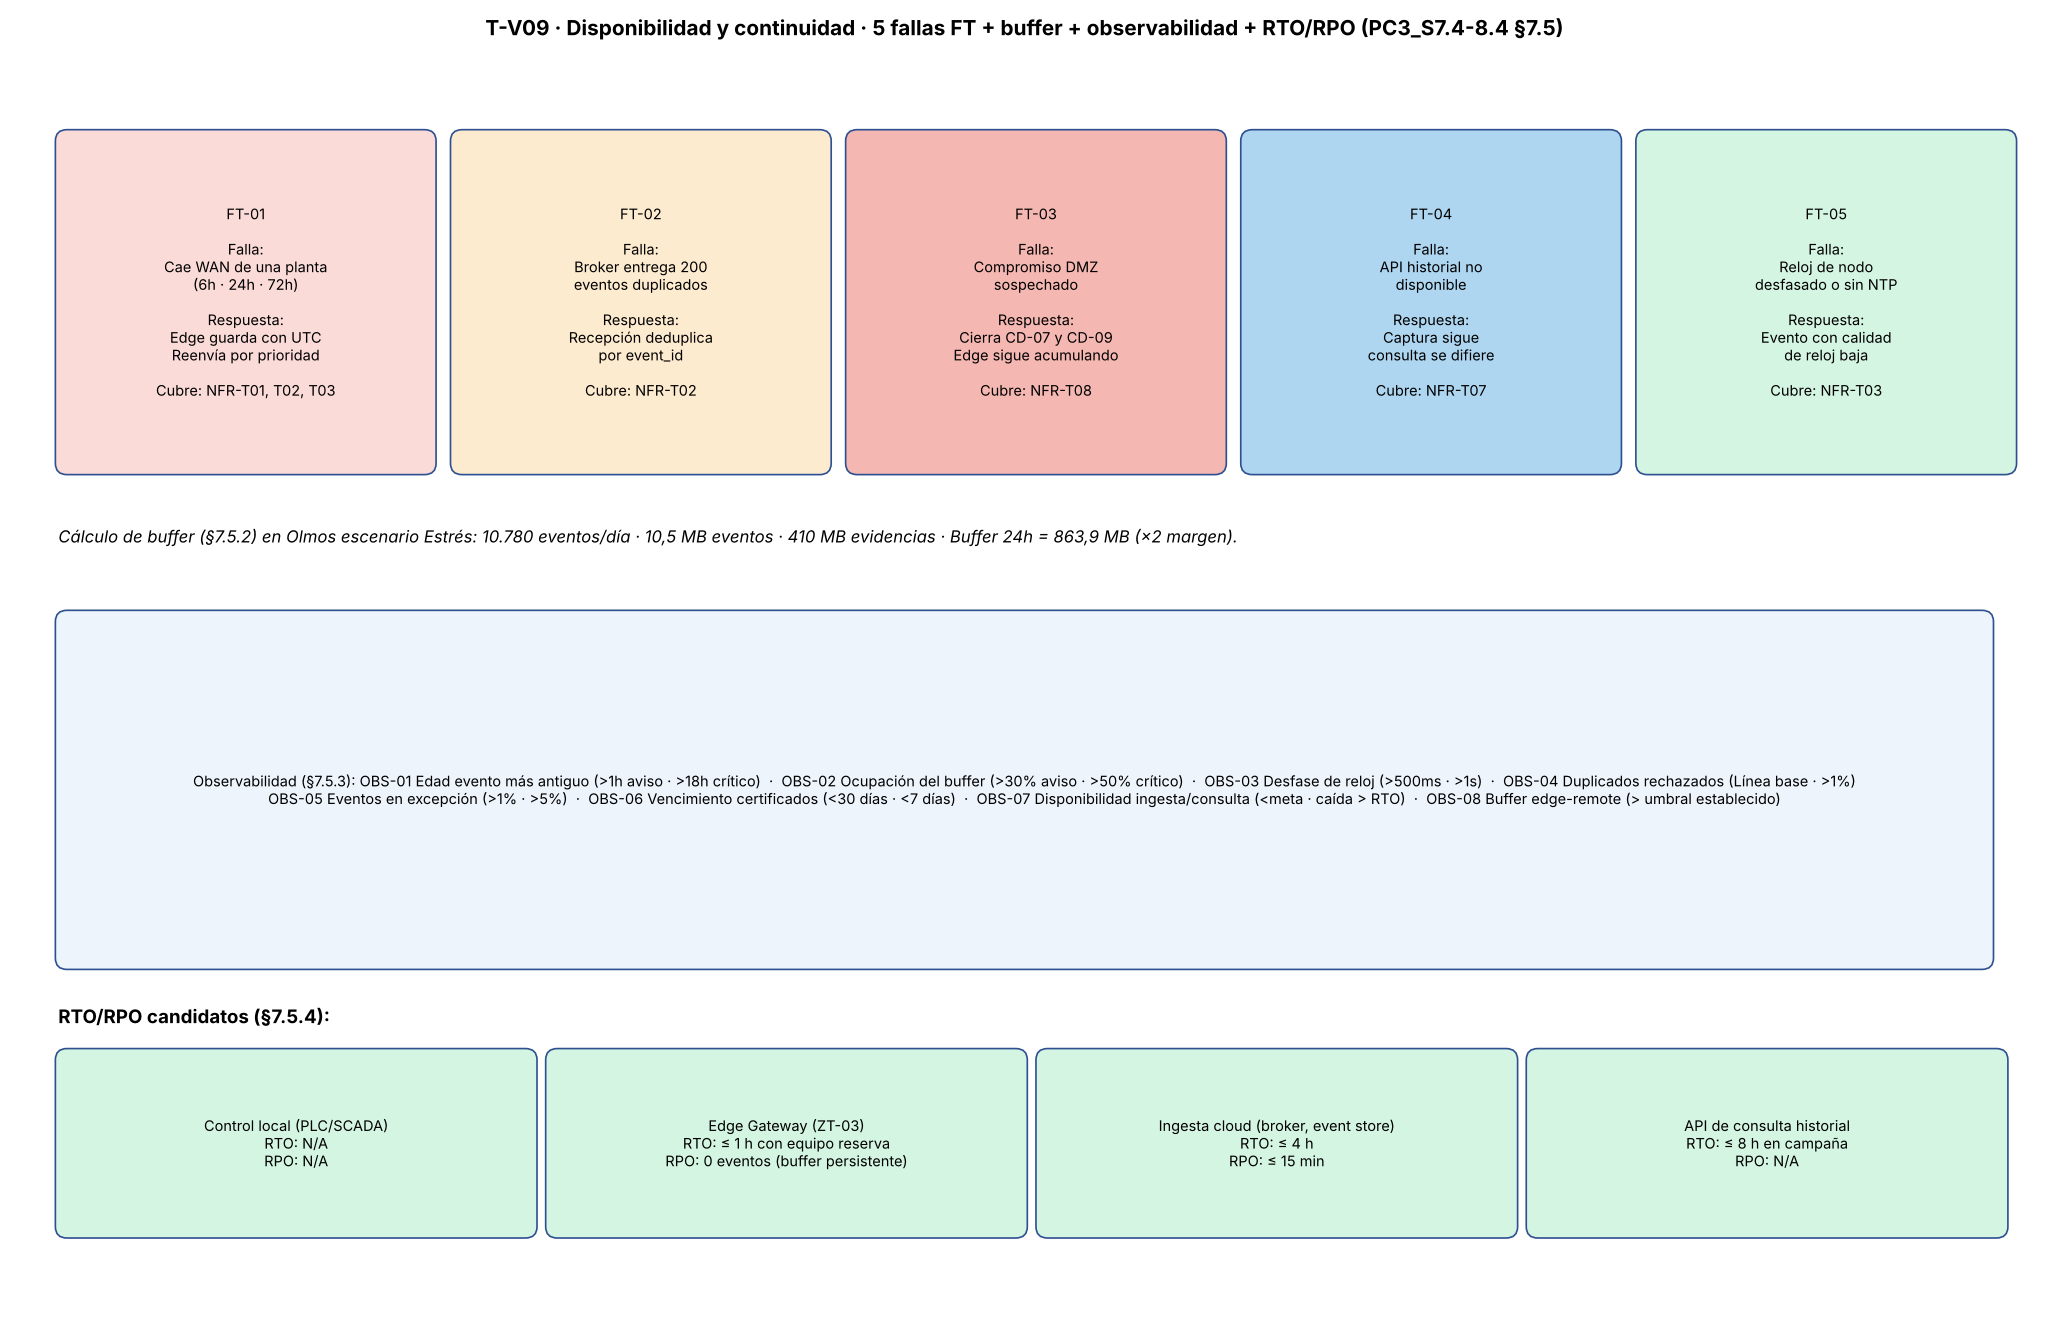 T-V09 · Disponibilidad y continuidad · 5 fallas FT + buffer + observabilidad + RTO/RPO (PC3_S7.4-8.4 §7.5)
FT-01
Falla:
Cae WAN de una planta
(6h · 24h · 72h)
Respuesta:
Edge guarda con UTC
Reenvía por prioridad
Cubre: NFR-T01, T02, T03
FT-02
Falla:
Broker entrega 200
eventos duplicados
Respuesta:
Recepción deduplica
por event_id
Cubre: NFR-T02
FT-03
Falla:
Compromiso DMZ
sospechado
Respuesta:
Cierra CD-07 y CD-09
Edge sigue acumulando
Cubre: NFR-T08
FT-04
Falla:
API historial no
disponible
Respuesta:
Captura sigue
consulta se difiere
Cubre: NFR-T07
FT-05
Falla:
Reloj de nodo
desfasado o sin NTP
Respuesta:
Evento con calidad
de reloj baja
Cubre: NFR-T03
Cálculo de buffer (§7.5.2) en Olmos escenario Estrés: 10.780 eventos/día · 10,5 MB eventos · 410 MB evidencias · Buffer 24h = 863,9 MB (×2 margen).
Observabilidad (§7.5.3): OBS-01 Edad evento más antiguo (>1h aviso · >18h crítico) · OBS-02 Ocupación del buffer (>30% aviso · >50% crítico) · OBS-03 Desfase de reloj (>500ms · >1s) · OBS-04 Duplicados rechazados (Línea base · >1%)
OBS-05 Eventos en excepción (>1% · >5%) · OBS-06 Vencimiento certificados (<30 días · <7 días) · OBS-07 Disponibilidad ingesta/consulta (<meta · caída > RTO) · OBS-08 Buffer edge-remote (> umbral establecido)
RTO/RPO candidatos (§7.5.4):
Control local (PLC/SCADA)
RTO: N/A
RPO: N/A
Edge Gateway (ZT-03)
RTO: ≤ 1 h con equipo reserva
RPO: 0 eventos (buffer persistente)
Ingesta cloud (broker, event store)
RTO: ≤ 4 h
RPO: ≤ 15 min
API de consulta historial
RTO: ≤ 8 h en campaña
RPO: N/A